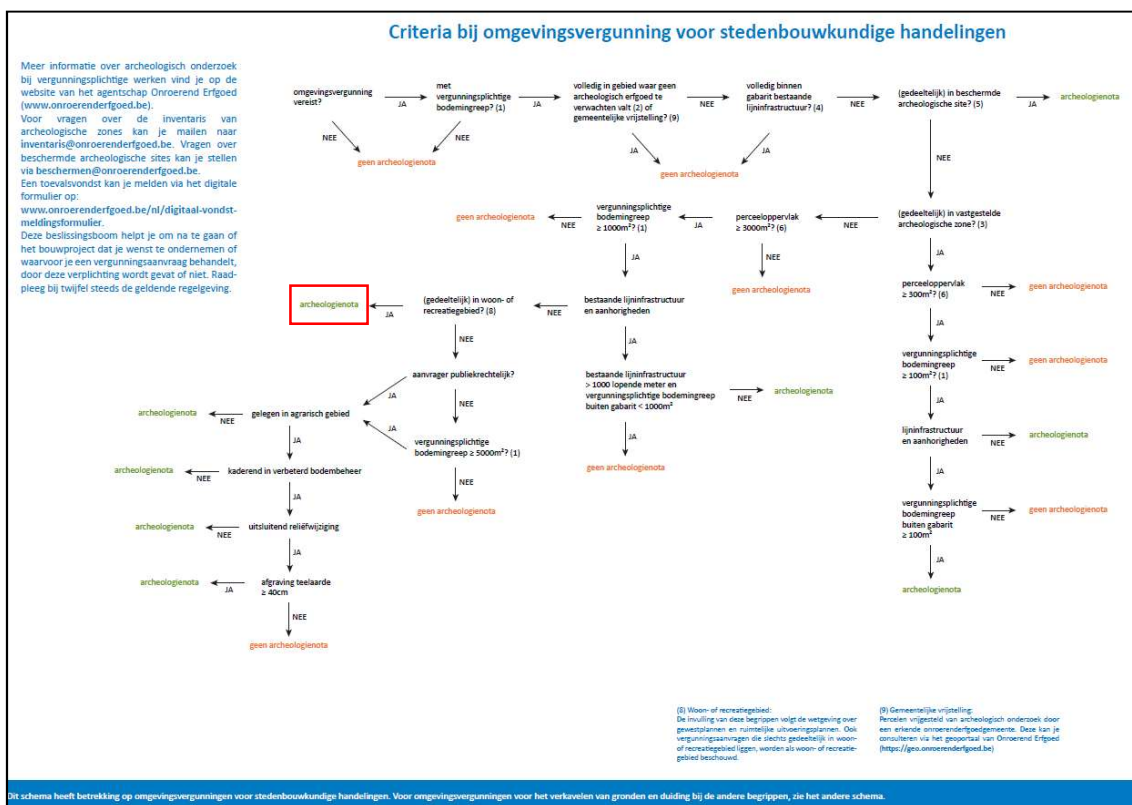 Criteria bij omgevingsvergunning voor stedenbouwkundige handelingen
Meer informatie over archeologisch onderzoek
bij vergunningsplichtige werken vind je op de
website van het agentschap Onroerend Erfgoed
(www.onroerenderfgoed.be).
Voor vragen over de inventaris van
archeologische zones kan je mailen naar
inventaris@onroerenderfgoed.be. Vragen over
beschermde archeologische sites kan je stellen
via beschermen@onroerenderfgoed.be.
Een toevalsvondst kan je melden via het digitale
formulier op:
www.onroerenderfgoed.be/nl/digitaal-vondst-
meldingsformulier.
Deze beslissingsboom helpt je om na te gaan of
het bouwproject dat je wenst te ondernemen of
waarvoor je een vergunningsaanvraag behandelt,
door deze verplichting wordt gevat of niet. Raad-
pleeg bij twijfel steeds de geldende regelgeving.
omgevingsvergunning
vereist?
JA
NEE
met
vergunningsplichtige
bodemingreep? (1)
JA
NEE
geen archeologienota
volledig in gebied waar geen
archeologisch erfgoed te
verwachten valt (2) of
gemeentelijke vrijstelling? (9)
NEE
JA
volledig binnen
gabarit bestaande
lijninfrastructuur? (4)
NEE
JA
geen archeologienota
(gedeeltelijk) in beschermde
archeologische site? (5)
JA
archeologienota
NEE
(gedeeltelijk) in vastgestelde
archeologische zone? (3)
NEE
JA
perceeloppervlak
≥ 3000m²? (6)
JA
NEE
geen archeologienota
vergunningsplichtige
bodemingreep
≥ 1000m²? (1)
NEE
geen archeologienota
JA
bestaande lijninfrastructuur
en aanhorigheden
NEE
JA
(gedeeltelijk) in woon- of
recreatiegebied? (8)
JA
archeologienota
NEE
perceeloppervlak
≥ 300m²? (6)
NEE
geen archeologienota
JA
vergunningsplichtige
bodemingreep
≥ 100m²? (1)
NEE
geen archeologienota
JA
aanvrager publiekrechtelijk?
JA
NEE
bestaande lijninfrastructuur
> 1000 lopende meter en
vergunningsplichtige bodemingreep
buiten gabarit < 1000m²
NEE
archeologienota
JA
geen archeologienota
gelegen in agrarisch gebied
NEE
archeologienota
JA
vergunningsplichtige
bodemingreep ≥ 5000m²? (1)
JA
NEE
geen archeologienota
lijninfrastructuur
en aanhorigheden
NEE
archeologienota
JA
kaderend in verbeterd bodembeheer
NEE
archeologienota
JA
vergunningsplichtige
bodemingreep
buiten gabarit
≥ 100m²
NEE
geen archeologienota
JA
archeologienota
uitsluitend reliëfwijziging
NEE
archeologienota
JA
afgraving teelaarde
≥ 40cm
JA
archeologienota
NEE
geen archeologienota
(8) Woon- of recreatiegebied:
De invulling van deze begrippen volgt de wetgeving over
gewestplannen en ruimtelijke uitvoeringsplannen. Ook
vergunningsaanvragen die slechts gedeeltelijk in woon-
of recreatiegebied liggen, worden als woon- of recreatie-
gebied beschouwd.
(9) Gemeentelijke vrijstelling:
Percelen vrijgesteld van archeologisch onderzoek door
een erkende onroerenderfgoedgemeente. Deze kan je
consulteren via het geoportaal van Onroerend Erfgoed
(https://geo.onroerenderfgoed.be)
Dit schema heeft betrekking op omgevingsvergunningen voor stedenbouwkundige handelingen. Voor omgevingsvergunningen voor het verkavelen van gronden en duiding bij de andere begrippen, zie het andere schema.